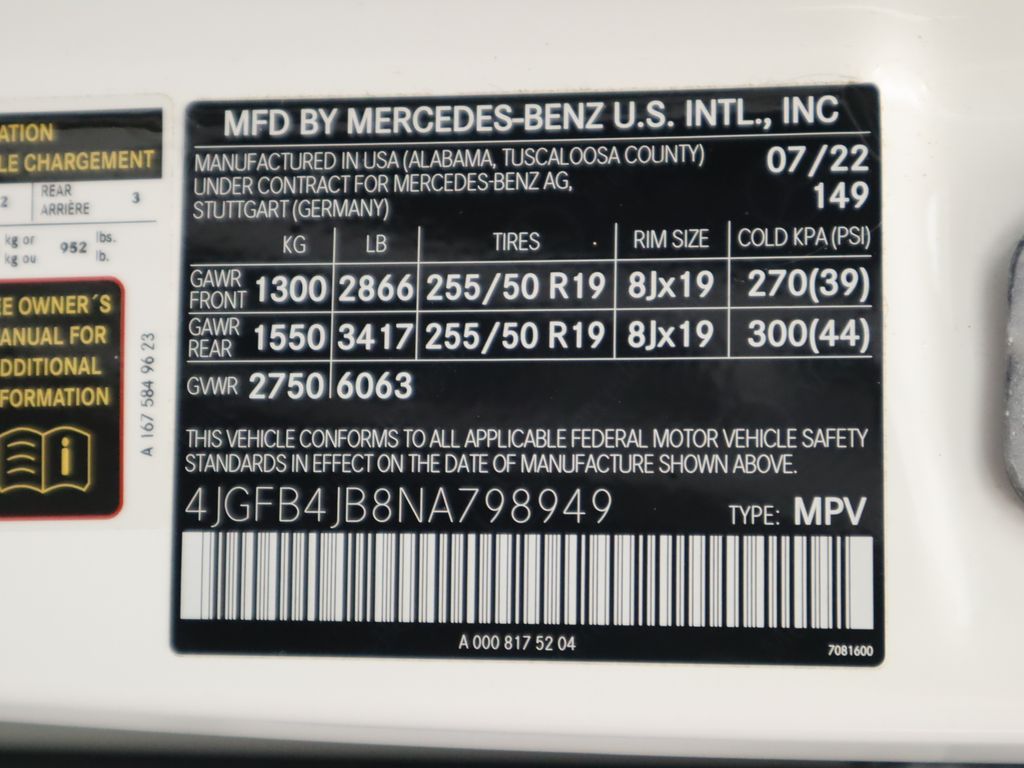 ATION
LE CHARGEMENT
2 REAR ARRIÈRE 3
kg or
kg ou 952 lbs.
lb.
EE OWNER´S
ANUAL FOR
DDITIONAL
FORMATION
A 167 584 96 23
MFD BY MERCEDES-BENZ U.S. INTL., INC
MANUFACTURED IN USA (ALABAMA, TUSCALOOSA COUNTY) 07/22
UNDER CONTRACT FOR MERCEDES-BENZ AG, 149
STUTTGART (GERMANY)
KG LB TIRES RIM SIZE COLD KPA (PSI)
GAWR FRONT 1300 2866 255/50 R19 8Jx19 270(39)
GAWR REAR 1550 3417 255/50 R19 8Jx19 300(44)
GVWR 2750 6063
THIS VEHICLE CONFORMS TO ALL APPLICABLE FEDERAL MOTOR VEHICLE SAFETY
STANDARDS IN EFFECT ON THE DATE OF MANUFACTURE SHOWN ABOVE.
4JGFB4JB8NA798949 TYPE: MPV
A 000 817 52 04
7081600